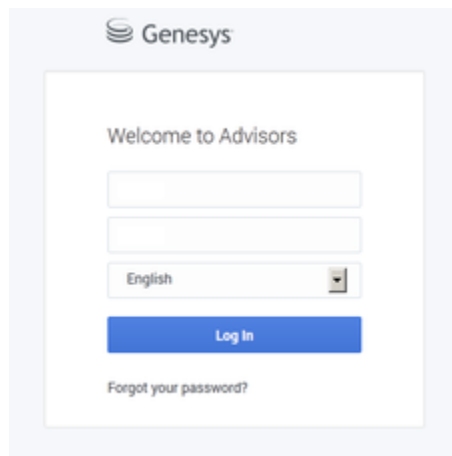 Genesys
Welcome to Advisors
English
Log In
Forgot your password?